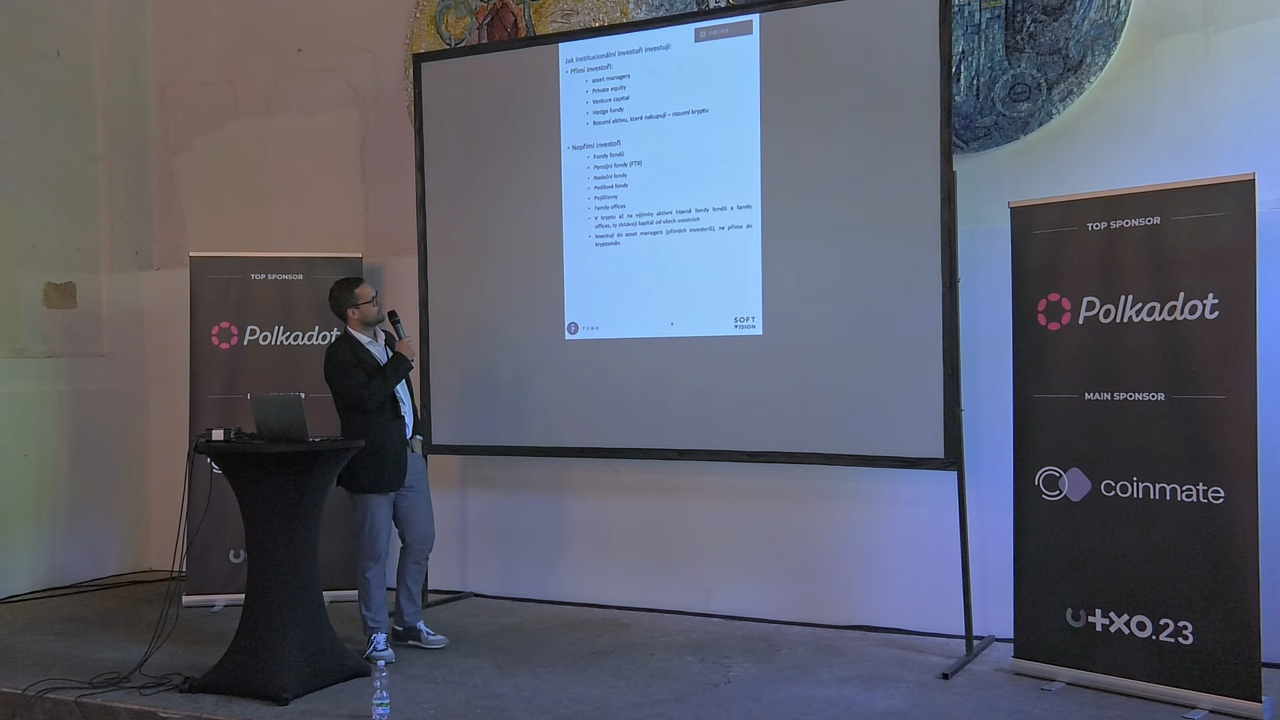 Jak institucionální investoři investují:
• Přímí investoři:
• asset managers
• Private equity
• Venture capital
• Hedge fundy
• Rozumí aktivu, které nakupují – rozumí kryptu
• Nepřímí investoři
• Fondy fondů
• Penzijní fondy (FTX)
• Nadační fondy
• Podílové fondy
• Pojišťovny
• Family offices
• V kryptu až na výjimky aktivní hlavně fondy fondů a family
offices, ty získávají kapitál od všech ostatních
• Investují do asset managers (přímých investorů), ne přímo do
kryptoměn
FUND
SOFT
VISION
TOP SPONSOR
Polkadot
TOP SPONSOR
Polkadot
MAIN SPONSOR
coinmate
utxo.23